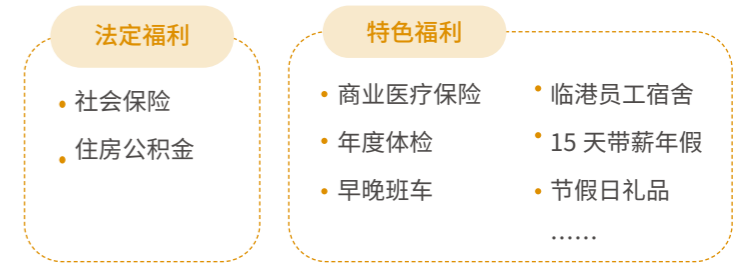 法定福利
社会保险
住房公积金
特色福利
商业医疗保险
年度体检
早晚班车
临港员工宿舍
15 天带薪年假
节假日礼品
……